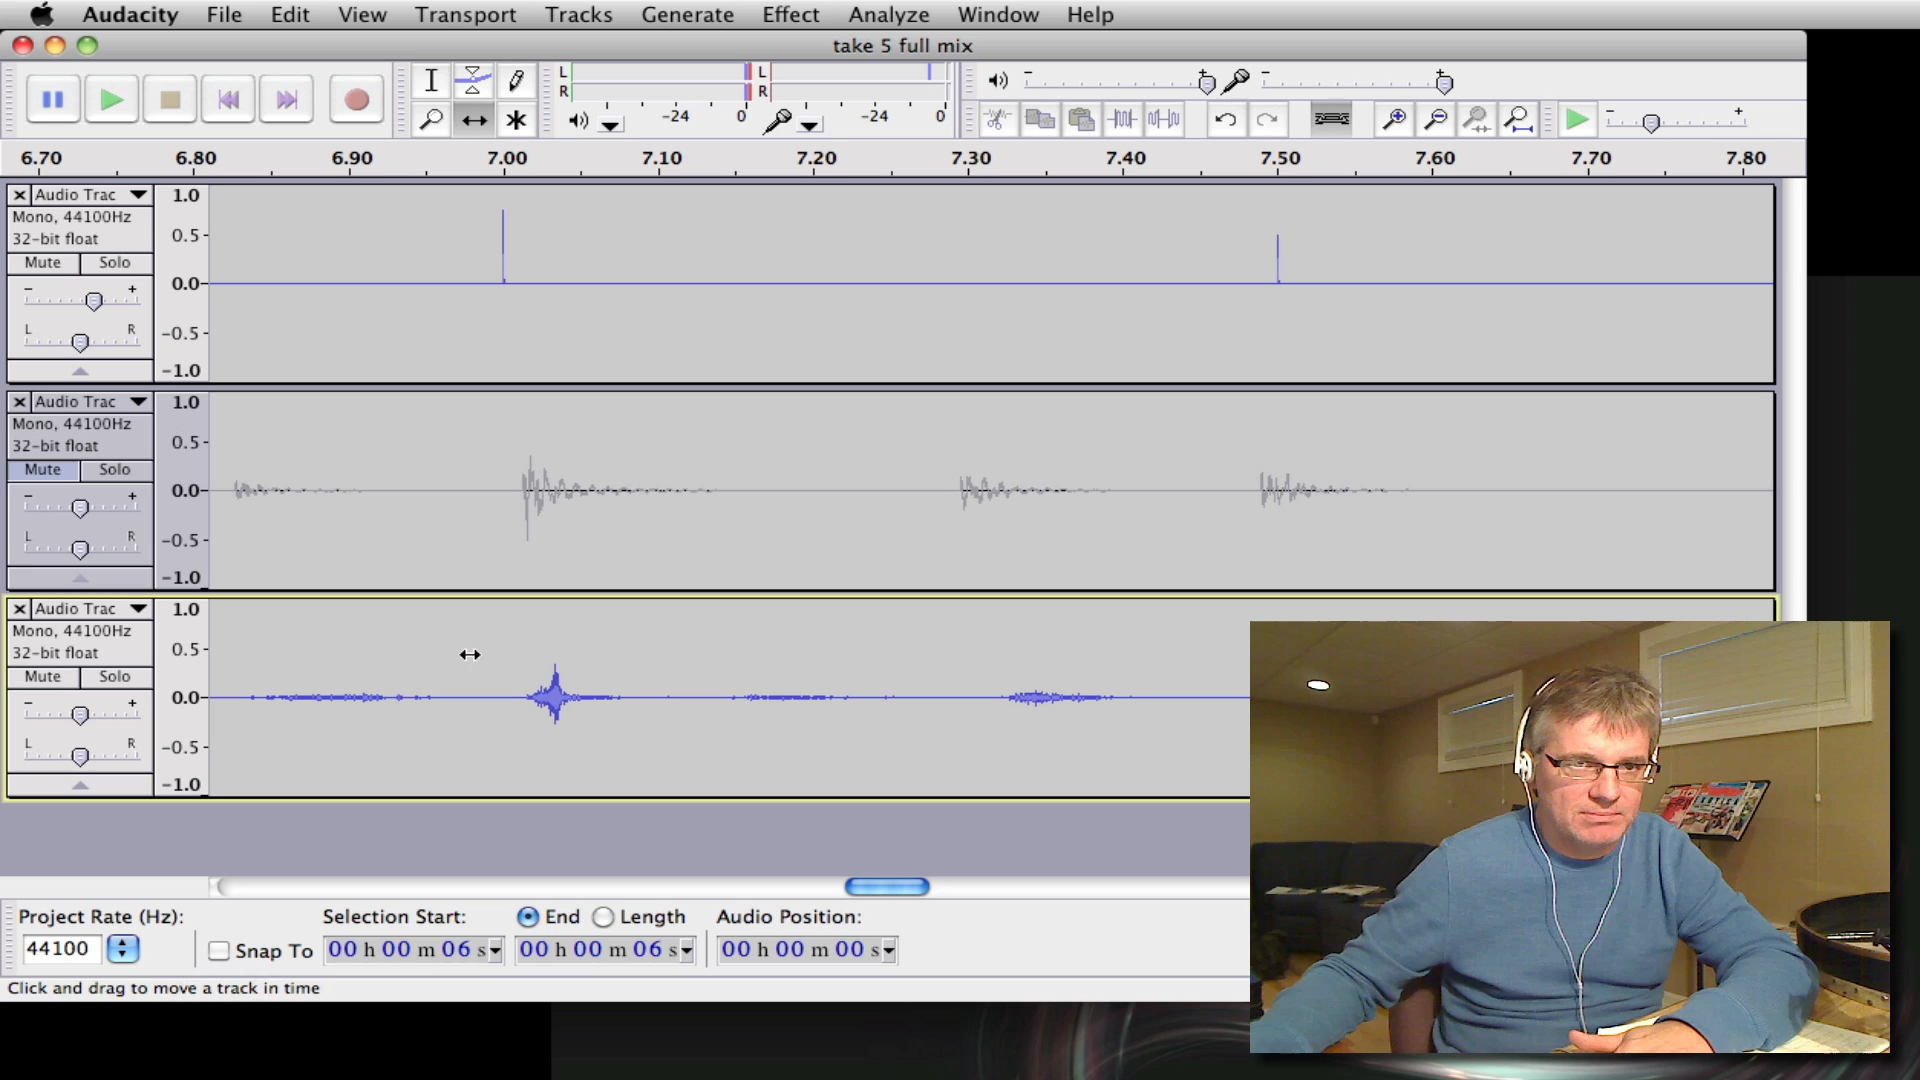 Audacity File Edit View Transport Tracks Generate Effect Analyze Window Help
take 5 full mix
L
R
-24 0
L
R
-24 0
6.70 6.80 6.90 7.00 7.10 7.20 7.30 7.40 7.50 7.60 7.70 7.80
Audio Trac
Mono, 44100Hz
32-bit float
Mute Solo
- +
L R
1.0
0.5-
0.0-
-0.5-
-1.0
Audio Trac
Mono, 44100Hz
32-bit float
Mute Solo
- +
L R
1.0
0.5-
0.0-
-0.5-
-1.0
Audio Trac
Mono, 44100Hz
32-bit float
Mute Solo
- +
L R
1.0
0.5-
0.0-
-0.5-
-1.0
Project Rate (Hz): Selection Start: End Length Audio Position:
44100 Snap To 00 h 00 m 06 s 00 h 00 m 06 s 00 h 00 m 00 s
Click and drag to move a track in time